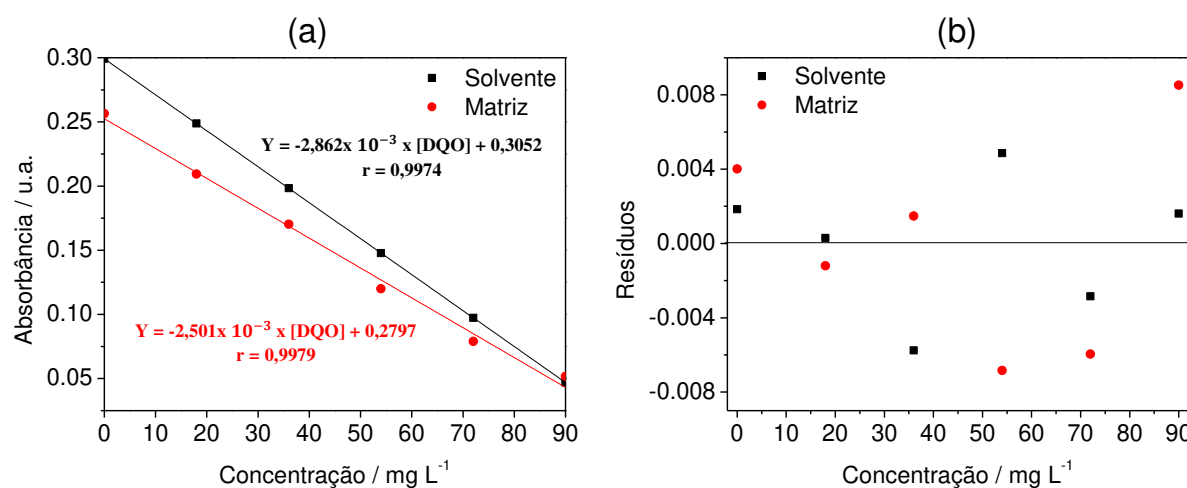 (a)
0.30
0.25
0.20
0.15
0.10
0.05
Absorbância / u.a.
Solvente
Matriz
Y = -2,862x 10⁻³ x [DQO] + 0,3052
r = 0,9974
Y = -2,501x 10⁻³ x [DQO] + 0,2797
r = 0,9979
0 10 20 30 40 50 60 70 80 90
Concentração / mg L⁻¹
(b)
0.008
0.004
0.000
-0.004
-0.008
Resíduos
Solvente
Matriz
0 10 20 30 40 50 60 70 80 90
Concentração / mg L⁻¹